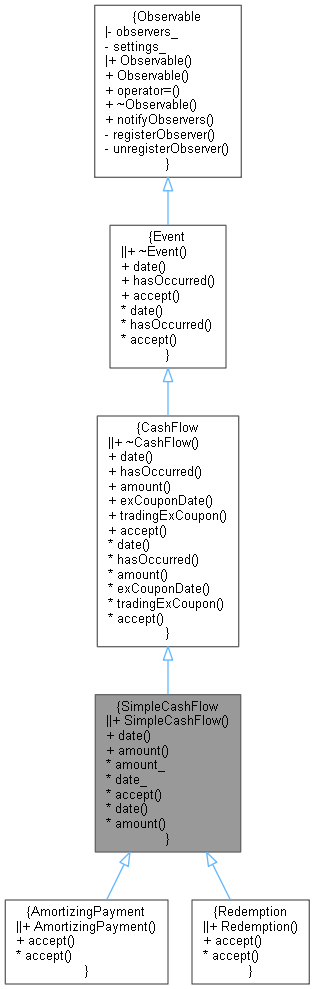 {Observable
|- observers_
- settings_
|+ Observable()
+ Observable()
+ operator=()
+ ~Observable()
+ notifyObservers()
- registerObserver()
- unregisterObserver()
}
{Event
||+ ~Event()
+ date()
+ hasOccurred()
+ accept()
* date()
* hasOccurred()
* accept()
}
{CashFlow
||+ ~CashFlow()
+ date()
+ hasOccurred()
+ amount()
+ exCouponDate()
+ tradingExCoupon()
+ accept()
* date()
* hasOccurred()
* amount()
* exCouponDate()
* tradingExCoupon()
* accept()
}
{SimpleCashFlow
||+ SimpleCashFlow()
+ date()
+ amount()
* amount_
* date_
* accept()
* date()
* amount()
}
{AmortizingPayment
||+ AmortizingPayment()
+ accept()
* accept()
}
{Redemption
||+ Redemption()
+ accept()
* accept()
}